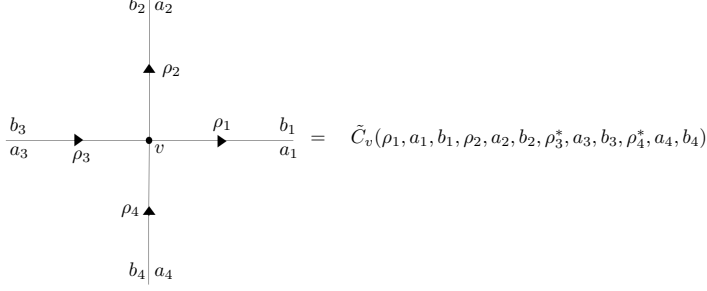 b₂ a₂
ρ₂
b₃ ρ₁ b₁
a₃ ρ₃ v a₁ = C̃ᵥ(ρ₁, a₁, b₁, ρ₂, a₂, b₂, ρ₃*, a₃, b₃, ρ₄*, a₄, b₄)
ρ₄
b₄ a₄